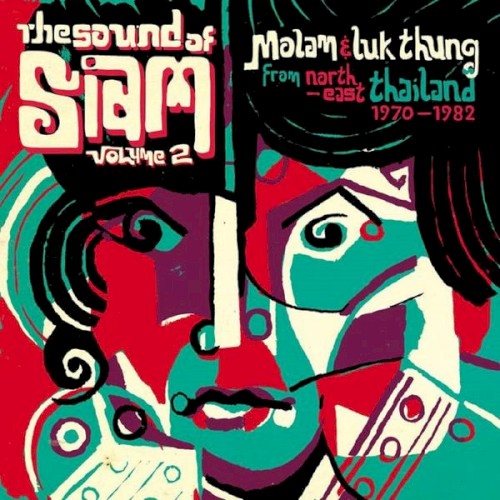 The sound of
Siam
Volume 2
Molam & luk thung
from north
-east thailand
1970-1982